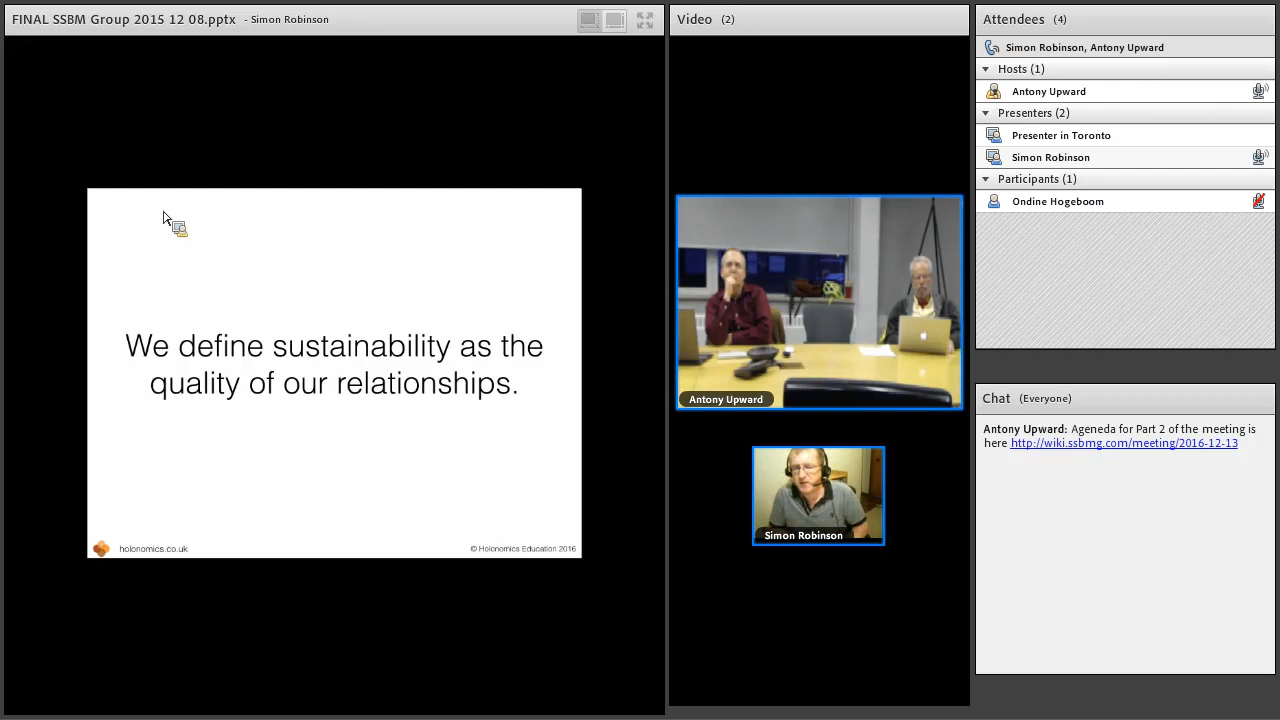 FINAL SSBM Group 2015 12 08.pptx - Simon Robinson
We define sustainability as the
quality of our relationships.
holonomics.co.uk
© Holonomics Education 2016
Video (2)
Antony Upward
Simon Robinson
Attendees (4)
Simon Robinson, Antony Upward
Hosts (1)
Antony Upward
Presenters (2)
Presenter in Toronto
Simon Robinson
Participants (1)
Ondine Hogeboom
Chat (Everyone)
Antony Upward: Ageneda for Part 2 of the meeting is
here http://wiki.ssbmg.com/meeting/2016-12-13